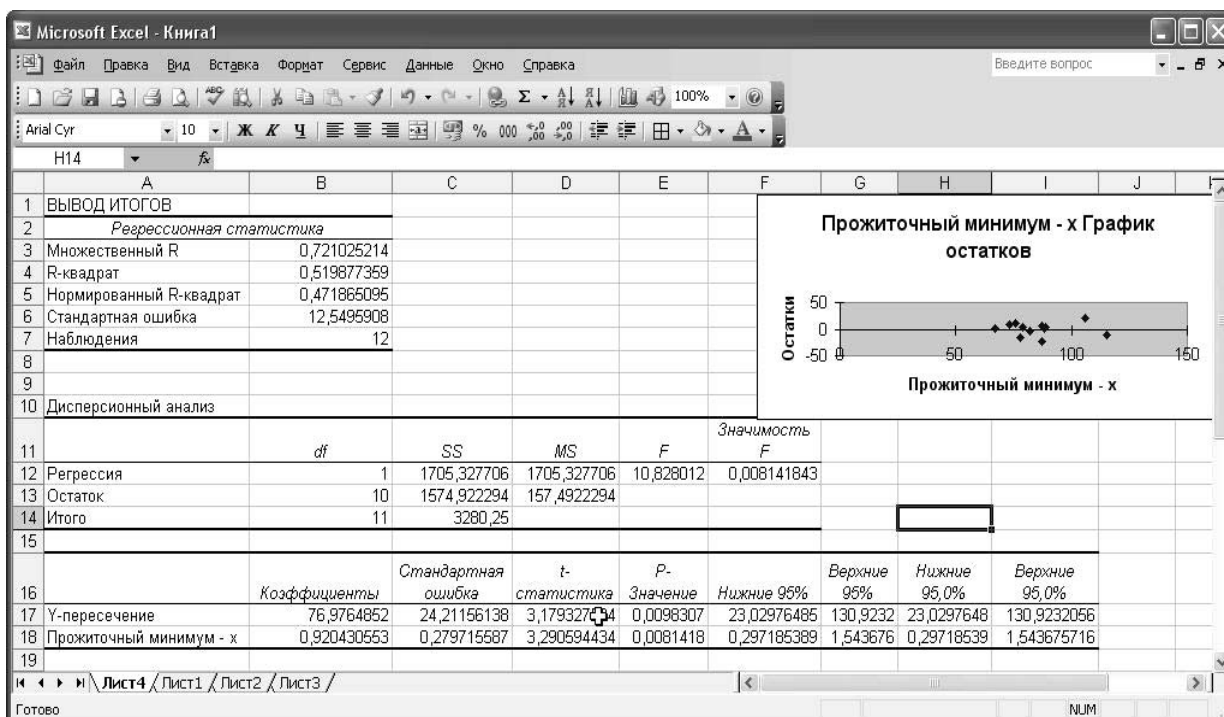 Microsoft Excel - Книга1
Файл Правка Вид Вставка Формат Сервис Данные Окно Справка Введите вопрос
100%
Arial Cyr 10 Ж К Ч % 000
H14 fx
A B C D E F G H I J
1 ВЫВОД ИТОГОВ
2 Регрессионная статистика
3 Множественный R 0,721025214
4 R-квадрат 0,519877359
5 Нормированный R-квадрат 0,471865095
6 Стандартная ошибка 12,5495908
7 Наблюдения 12
8
9
10 Дисперсионный анализ
Прожиточный минимум - x График
остатков
Остатки
50
0
-50 0 50 100 150
Прожиточный минимум - x
11 df SS MS F Значимость F
12 Регрессия 1 1705,327706 1705,327706 10,828012 0,008141843
13 Остаток 10 1574,922294 157,4922294
14 Итого 11 3280,25
15
16 Коэффициенты Стандартная ошибка t-статистика P-Значение Нижние 95% Верхние 95% Нижние 95,0% Верхние 95,0%
17 Y-пересечение 76,9764852 24,21156138 0,0098307 23,02976485 130,9232 23,0297648 130,9232056
18 Прожиточный минимум - x 0,920430553 0,279715587 3,290594434 0,0081418 0,297185389 1,543676 0,29718539 1,543675716
19
Лист4 Лист1 Лист2 Лист3
Готово NUM